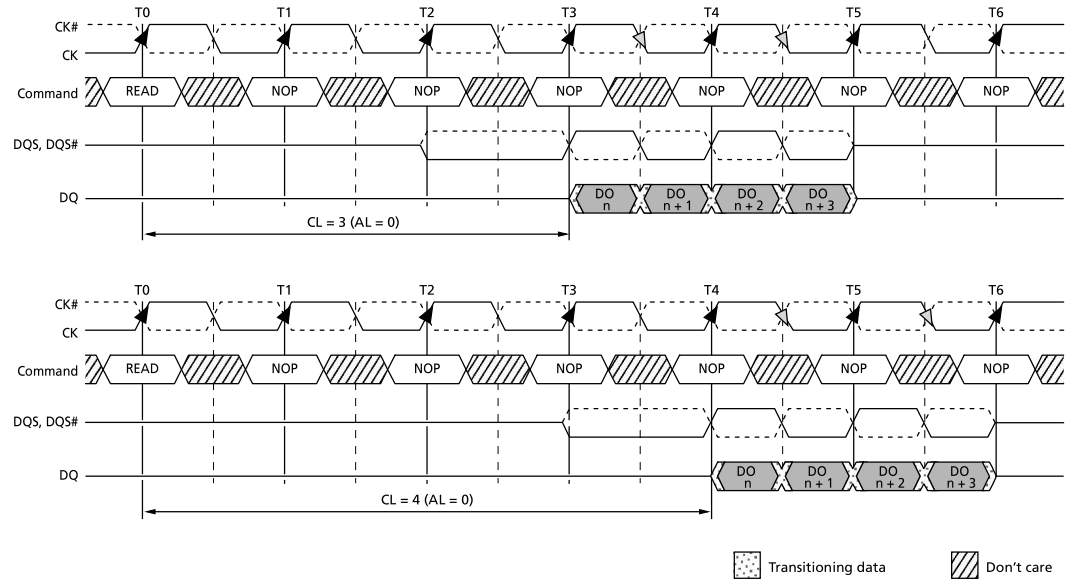 T0 T1 T2 T3 T4 T5 T6
CK#
CK
Command READ NOP NOP NOP NOP NOP NOP
DQS, DQS#
DQ DO n DO n + 1 DO n + 2 DO n + 3
CL = 3 (AL = 0)
T0 T1 T2 T3 T4 T5 T6
CK#
CK
Command READ NOP NOP NOP NOP NOP NOP
DQS, DQS#
DQ DO n DO n + 1 DO n + 2 DO n + 3
CL = 4 (AL = 0)
Transitioning data Don't care